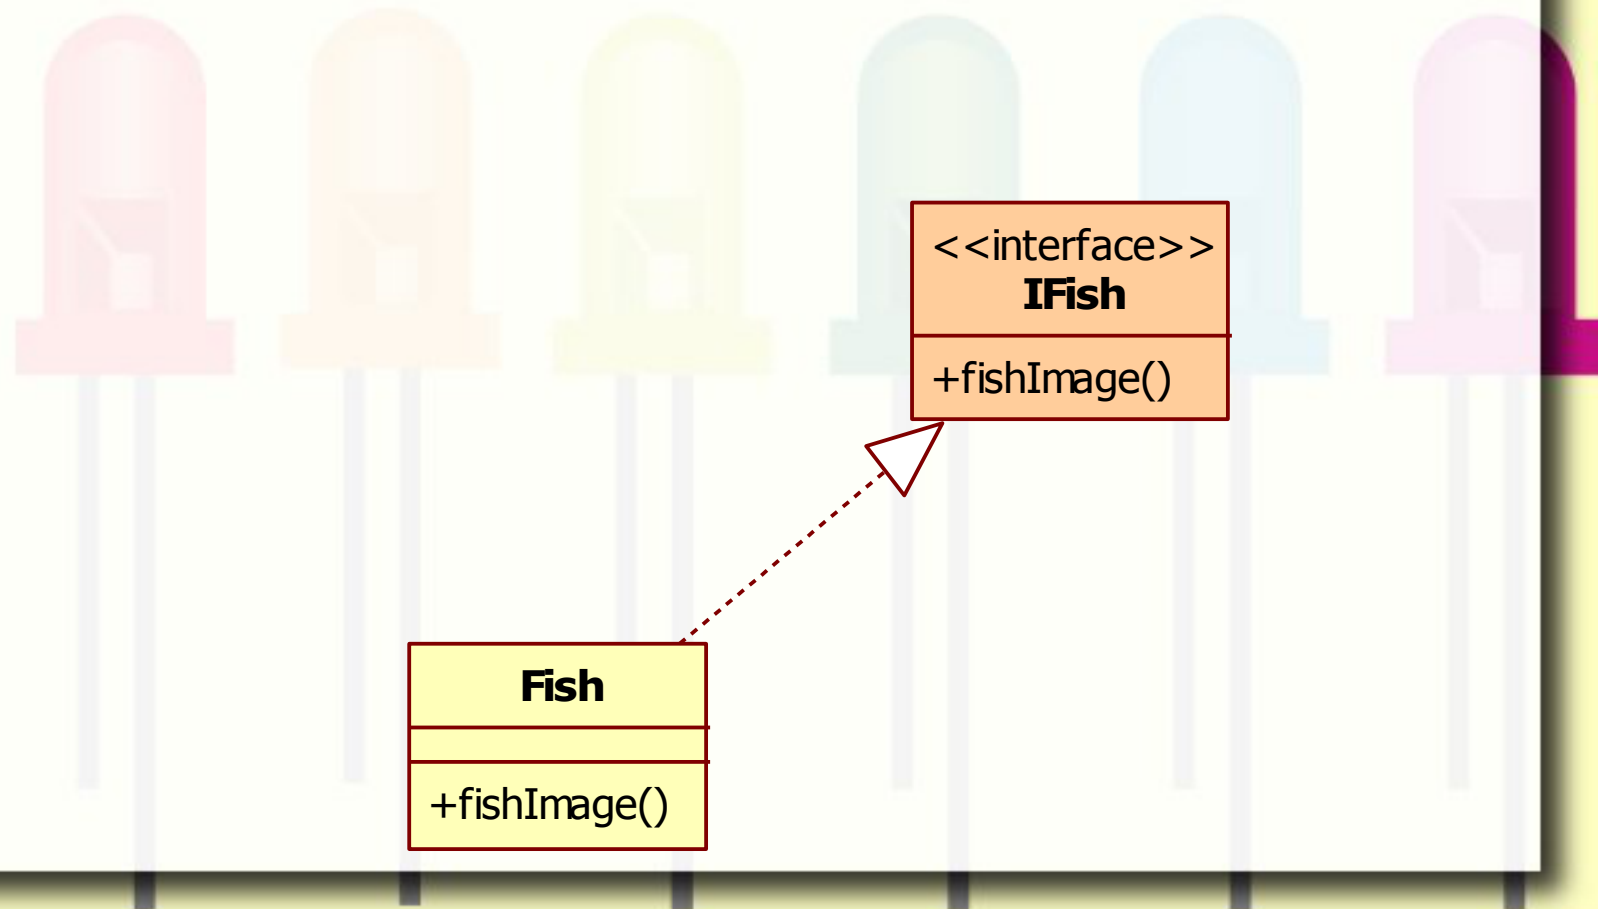 <<interface>>
IFish
+fishImage()
Fish
+fishImage()